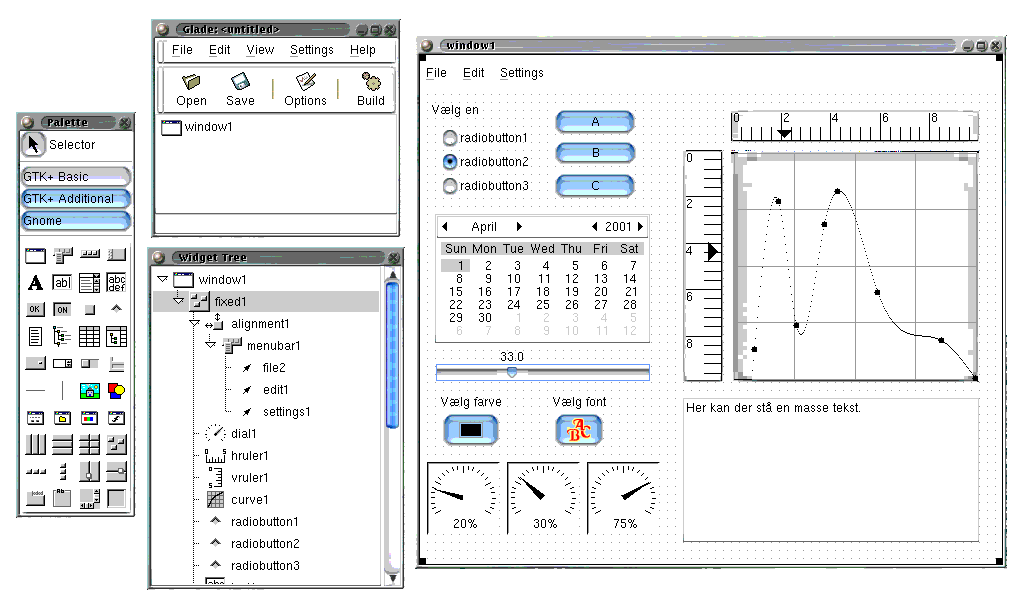 Glade: <untitled>
File Edit View Settings Help
Open Save Options Build
window1
Palette
Selector
GTK+ Basic
GTK+ Additional
Gnome
A ab| abc def
OK ON
Widget Tree
window1
fixed1
alignment1
menubar1
file2
edit1
settings1
dial1
hruler1
vruler1
curve1
radiobutton1
radiobutton2
radiobutton3
window1
File Edit Settings
Vælg en
radiobutton1
radiobutton2
radiobutton3
A
B
C
April 2001
Sun Mon Tue Wed Thu Fri Sat
1 2 3 4 5 6 7
8 9 10 11 12 13 14
15 16 17 18 19 20 21
22 23 24 25 26 27 28
29 30 1 2 3 4 5
6 7 8 9 10 11 12
33.0
Vælg farve Vælg font
ABC
20% 30% 75%
0 2 4 6 8
0
2
4
6
8
Her kan der stå en masse tekst.